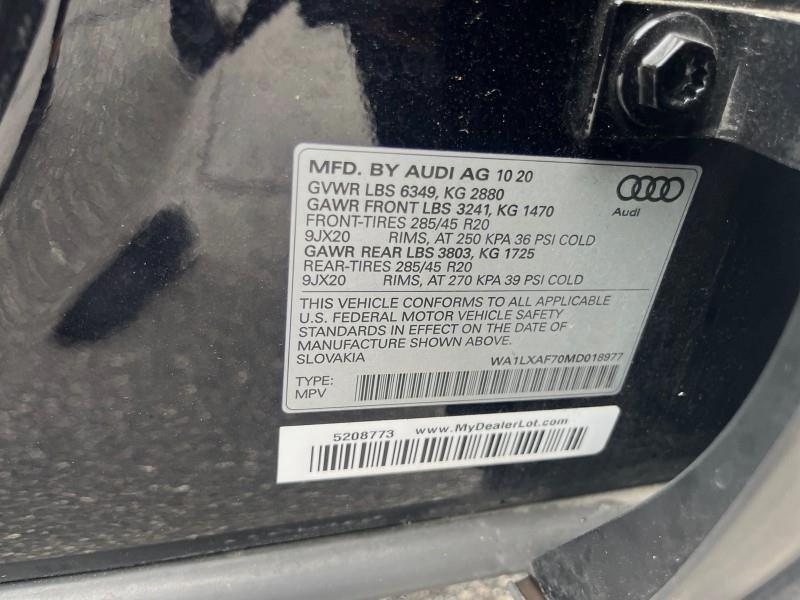 MFD. BY AUDI AG 10 20
GVWR LBS 6349, KG 2880
GAWR FRONT LBS 3241, KG 1470
FRONT-TIRES 285/45 R20
9JX20 RIMS, AT 250 KPA 36 PSI COLD
GAWR REAR LBS 3803, KG 1725
REAR-TIRES 285/45 R20
9JX20 RIMS, AT 270 KPA 39 PSI COLD
Audi
THIS VEHICLE CONFORMS TO ALL APPLICABLE
U.S. FEDERAL MOTOR VEHICLE SAFETY
STANDARDS IN EFFECT ON THE DATE OF
MANUFACTURE SHOWN ABOVE.
SLOVAKIA WA1LXAF70MD018977
TYPE:
MPV
5208773 www.MyDealerLot.com